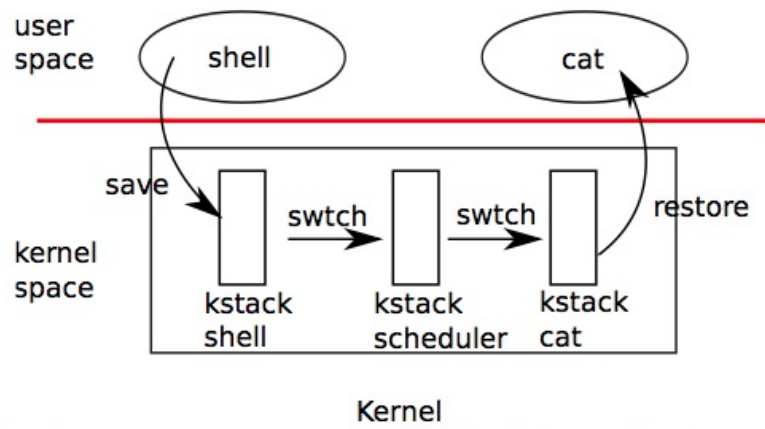 user
space
shell
cat
save
swtch
swtch
restore
kernel
space
kstack
shell
kstack
scheduler
kstack
cat
Kernel